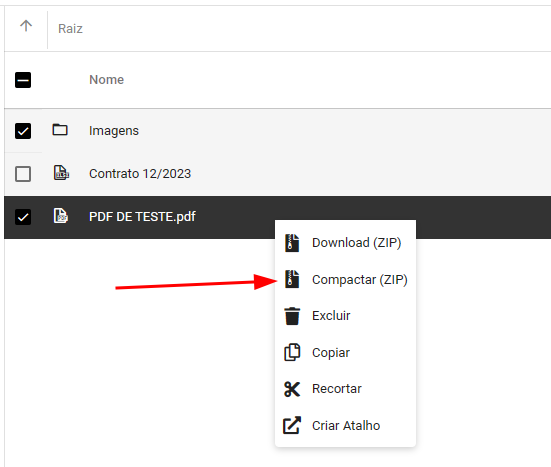 Raiz
Nome
Imagens
Contrato 12/2023
PDF DE TESTE.pdf
Download (ZIP)
Compactar (ZIP)
Excluir
Copiar
Recortar
Criar Atalho